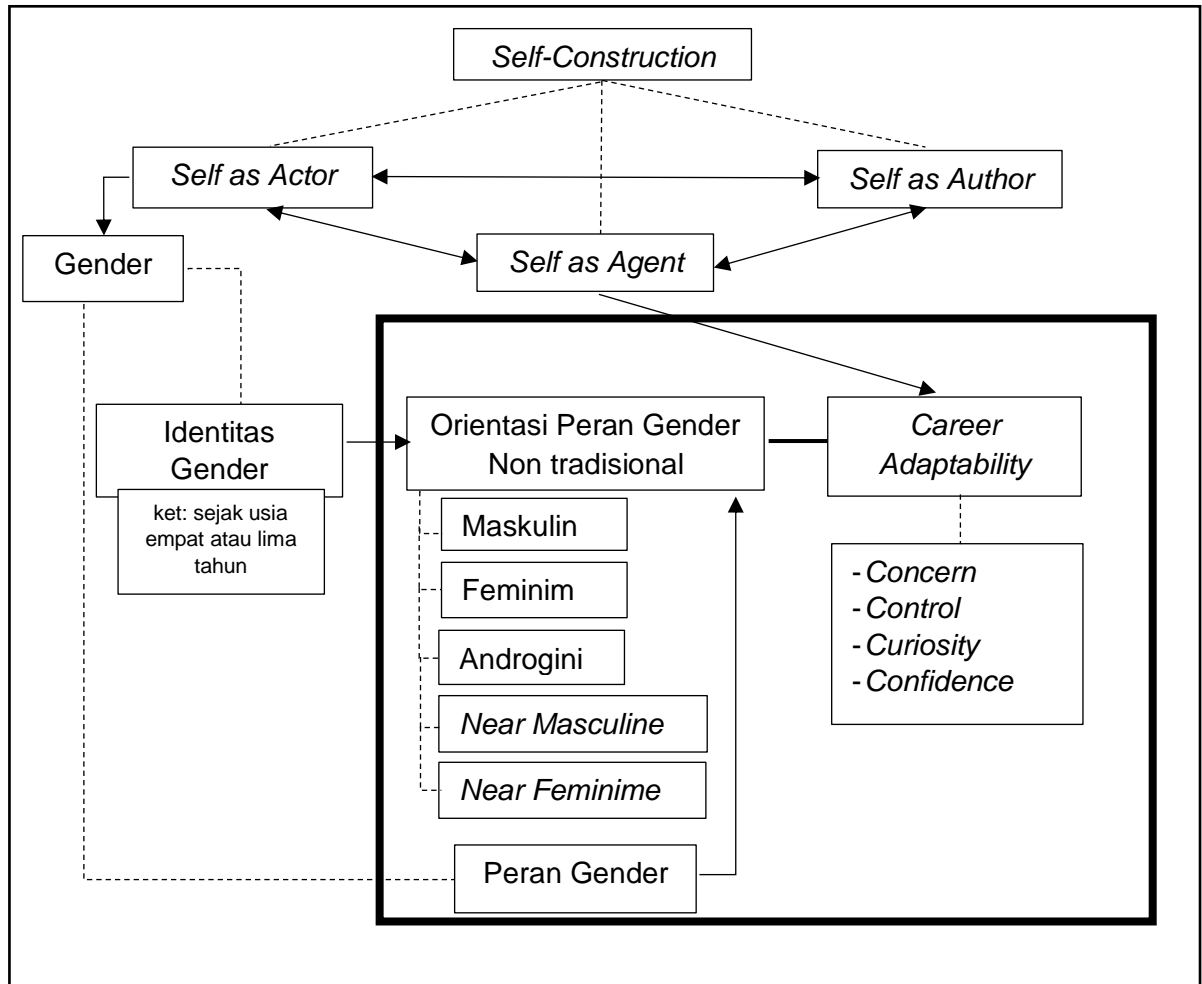 Self-Construction
Self as Actor
Self as Author
Gender
Self as Agent
Identitas
Gender
ket: sejak usia
empat atau lima
tahun
Orientasi Peran Gender
Non tradisional
Career
Adaptability
Maskulin
Feminim
Androgini
Near Masculine
Near Feminime
Peran Gender
- Concern
- Control
- Curiosity
- Confidence